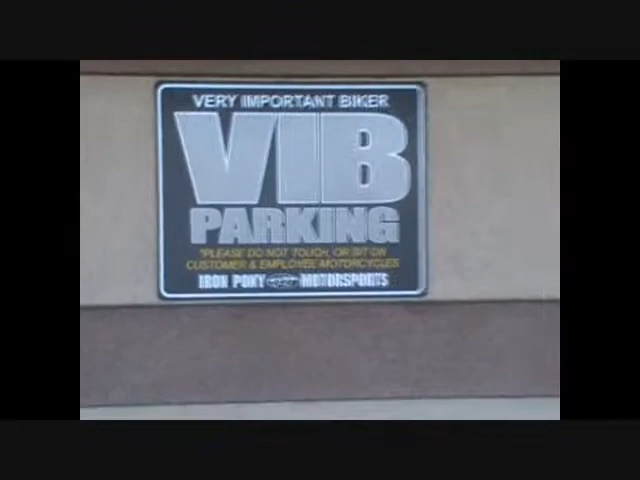 VERY IMPORTANT BIKER
VIB
PARKING
*PLEASE DO NOT TOUCH, OR SIT ON
CUSTOMER & EMPLOYEE MOTORCYCLES
IRON PONY MOTORSPORTS